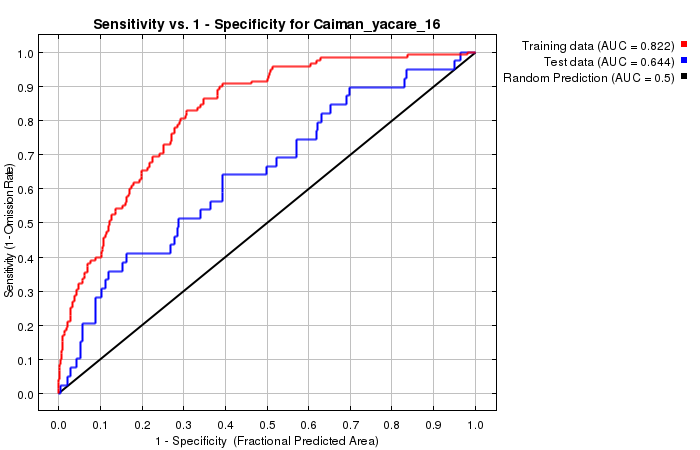 Sensitivity vs. 1 - Specificity for Caiman_yacare_16
Training data (AUC = 0.822)
Test data (AUC = 0.644)
Random Prediction (AUC = 0.5)
Sensitivity (1 - Omission Rate)
1.0
0.9
0.8
0.7
0.6
0.5
0.4
0.3
0.2
0.1
0.0
0.0 0.1 0.2 0.3 0.4 0.5 0.6 0.7 0.8 0.9 1.0
1 - Specificity (Fractional Predicted Area)